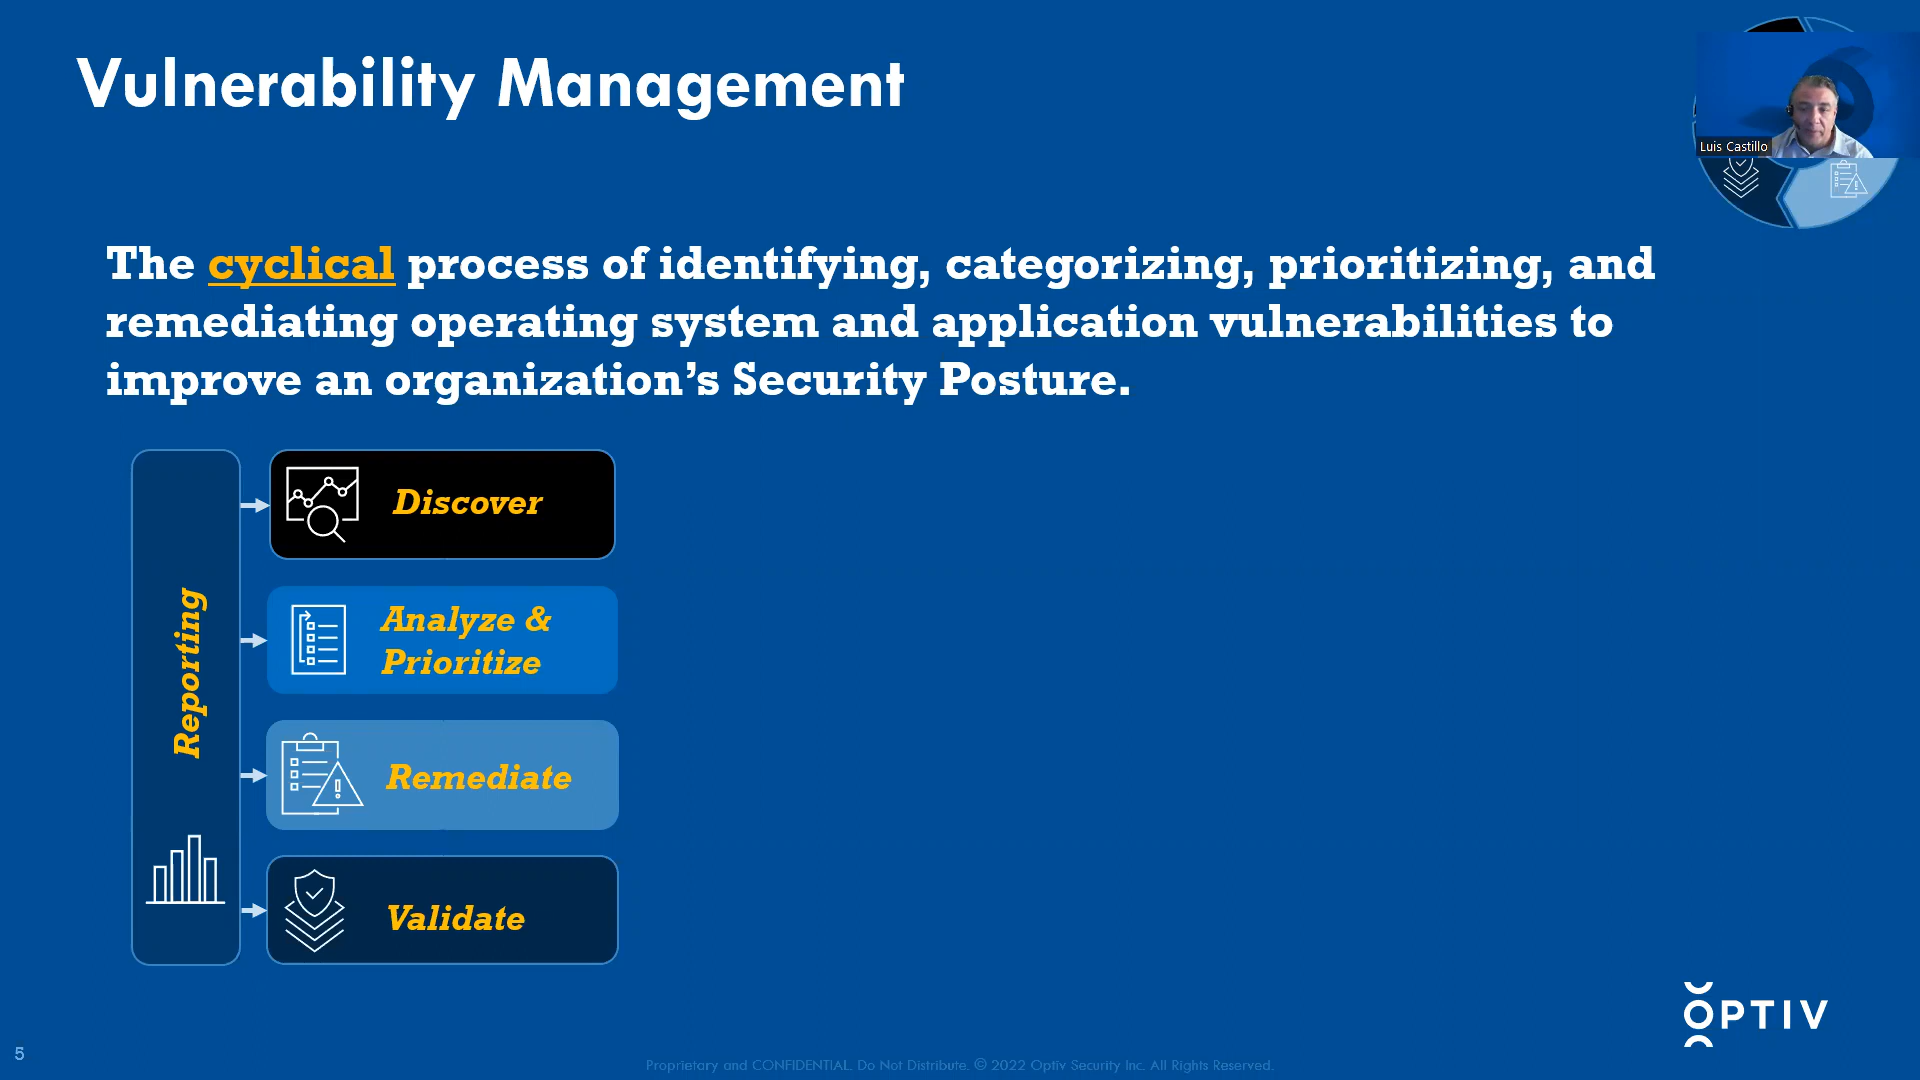 Vulnerability Management
Luis Castillo
The cyclical process of identifying, categorizing, prioritizing, and
remediating operating system and application vulnerabilities to
improve an organization’s Security Posture.
Reporting
Discover
Analyze &
Prioritize
Remediate
Validate
OPTIV
5
Proprietary and CONFIDENTIAL. Do Not Distribute. © 2022 Optiv Security Inc. All Rights Reserved.